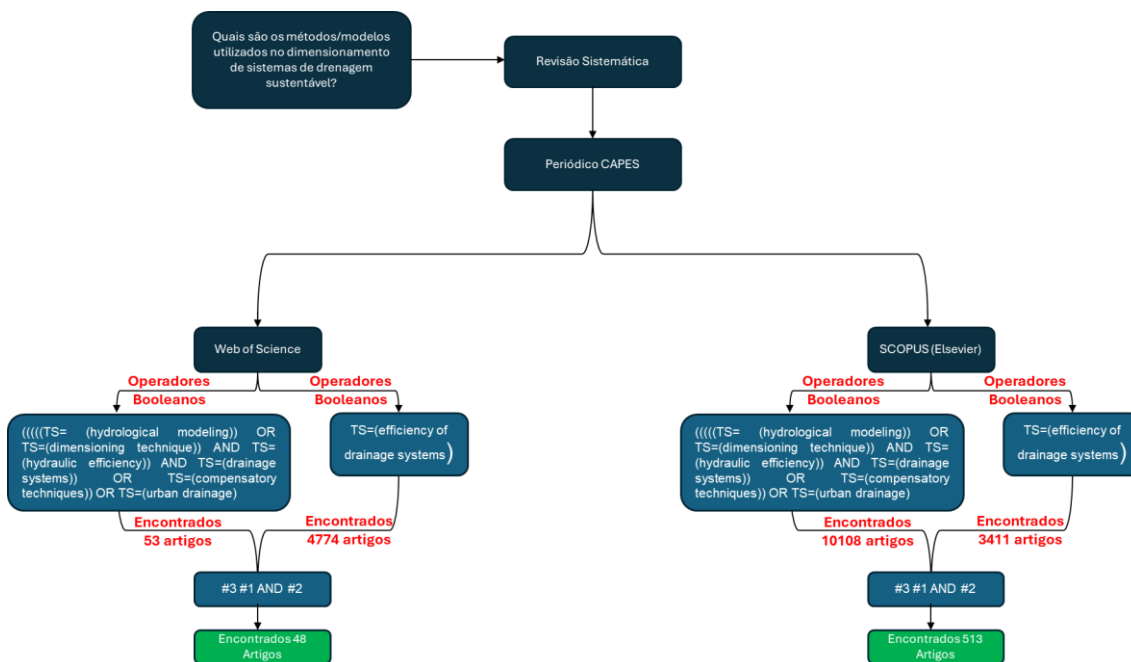 Quais são os métodos/modelos
utilizados no dimensionamento
de sistemas de drenagem
sustentável?
Revisão Sistemática
Periódico CAPES
Web of Science
Operadores
Booleanos
Operadores
Booleanos
(((((TS= (hydrological modeling)) OR
TS=(dimensioning technique)) AND TS=
(hydraulic efficiency)) AND TS=(drainage
systems)) OR TS=(compensatory
techniques)) OR TS=(urban drainage)
TS=(efficiency of
drainage systems)
Encontrados
53 artigos
Encontrados
4774 artigos
#3 #1 AND #2
Encontrados 48
Artigos
SCOPUS (Elsevier)
Operadores
Booleanos
Operadores
Booleanos
(((((TS= (hydrological modeling)) OR
TS=(dimensioning technique)) AND TS=
(hydraulic efficiency)) AND TS=(drainage
systems)) OR TS=(compensatory
techniques)) OR TS=(urban drainage)
TS=(efficiency of
drainage systems)
Encontrados
10108 artigos
Encontrados
3411 artigos
#3 #1 AND #2
Encontrados 513
Artigos